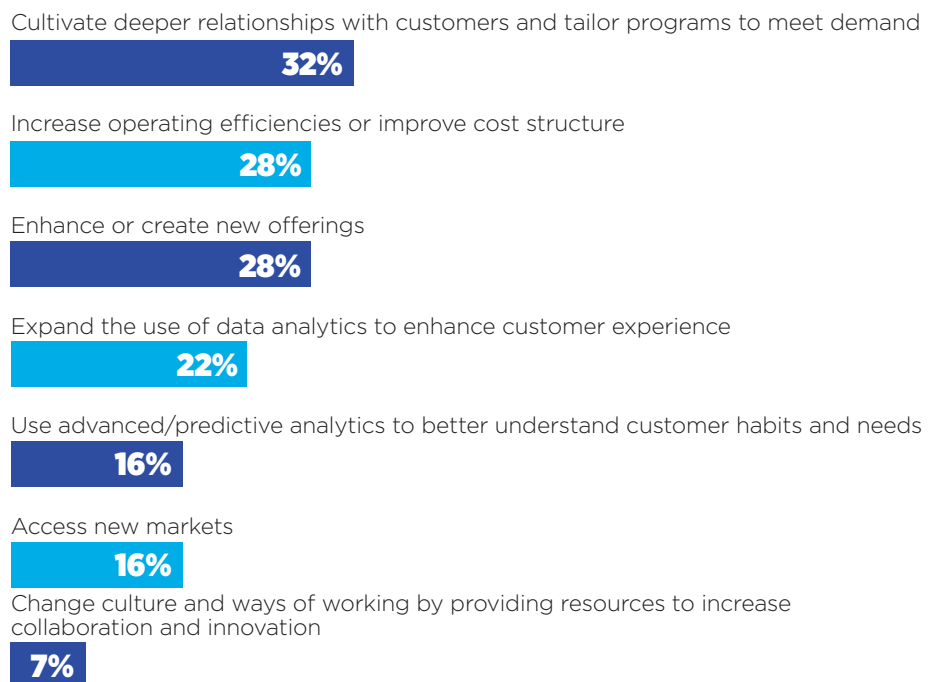 Cultivate deeper relationships with customers and tailor programs to meet demand
32%
Increase operating efficiencies or improve cost structure
28%
Enhance or create new offerings
28%
Expand the use of data analytics to enhance customer experience
22%
Use advanced/predictive analytics to better understand customer habits and needs
16%
Access new markets
16%
Change culture and ways of working by providing resources to increase
collaboration and innovation
7%